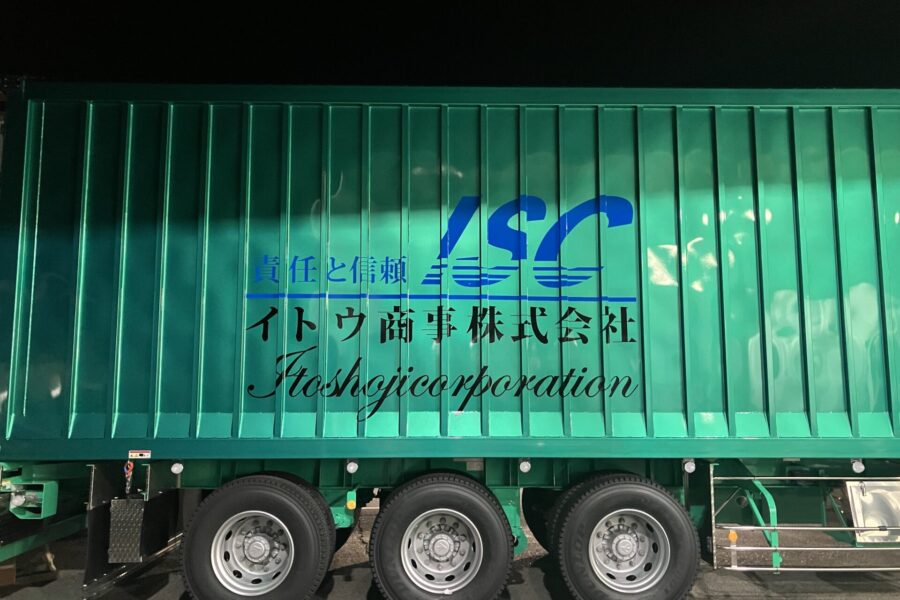 責任と信頼 ISC
イトウ商事株式会社
Itoshojicorporation